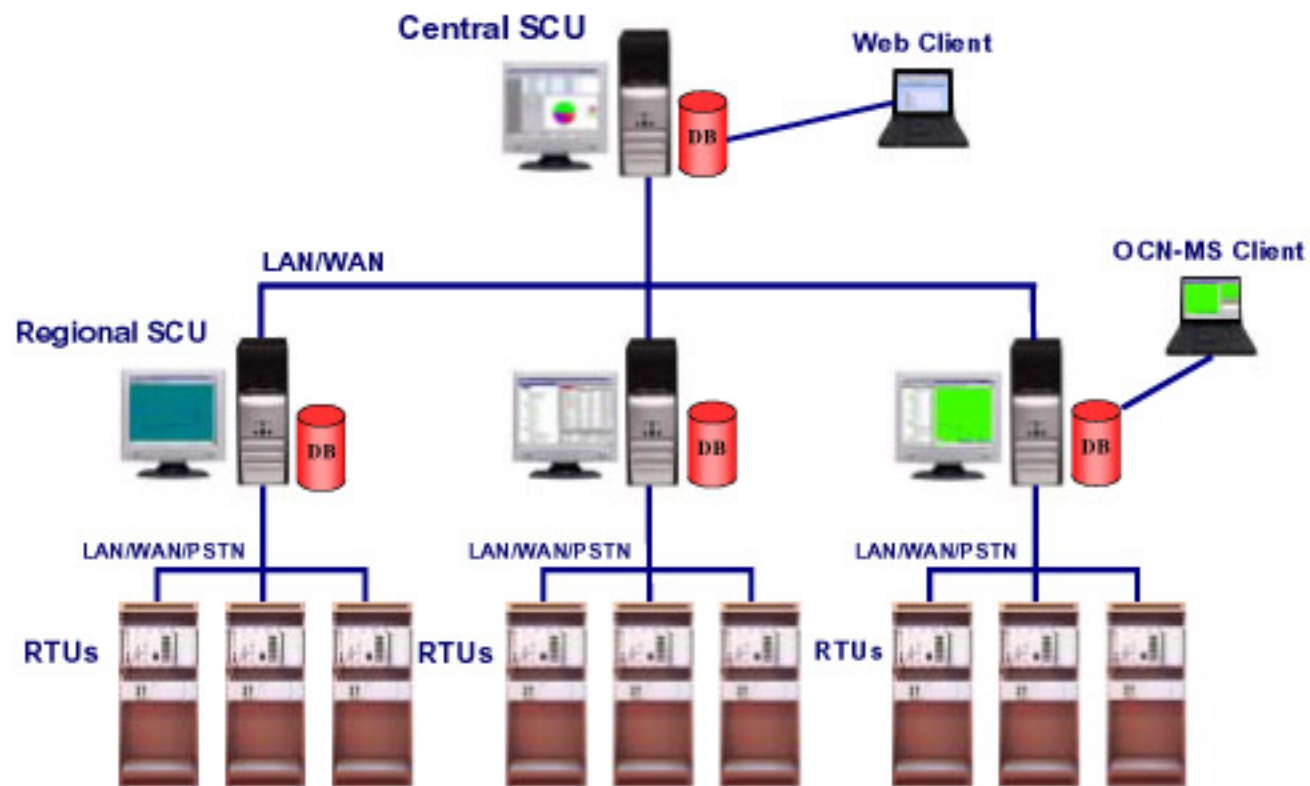 Central SCU
Web Client
DB
LAN/WAN
OCN-MS Client
Regional SCU
DB
DB
DB
LAN/WAN/PSTN
LAN/WAN/PSTN
LAN/WAN/PSTN
RTUs
RTUs
RTUs